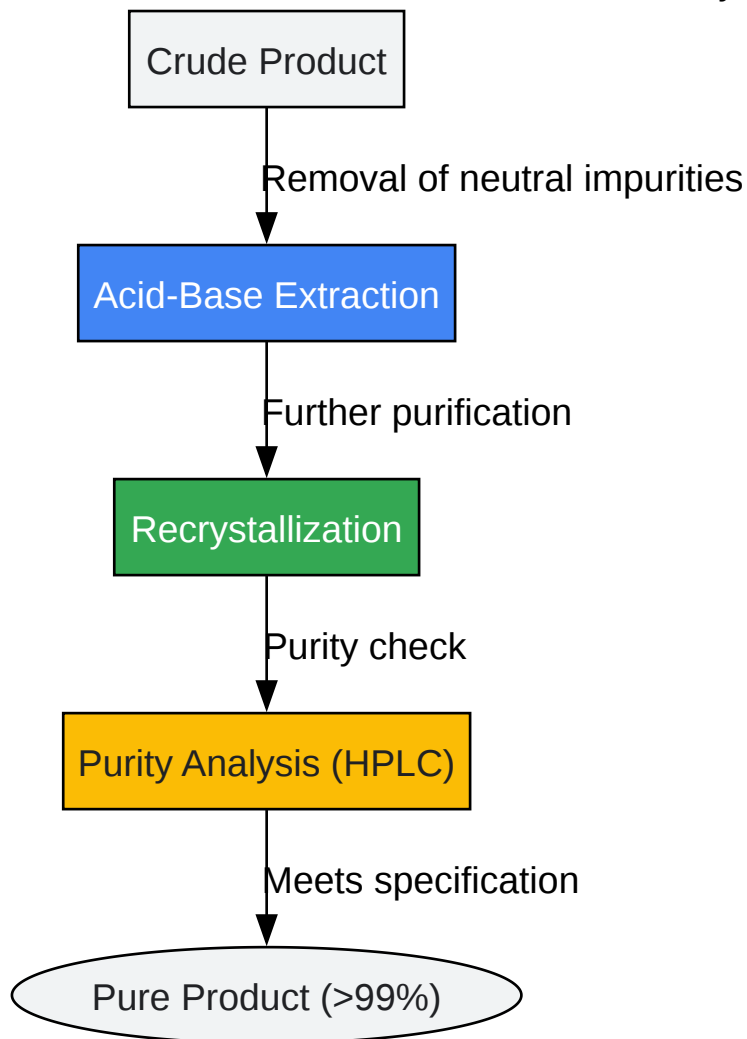 Crude Product
Removal of neutral impurities
Acid-Base Extraction
Further purification
Recrystallization
Purity check
Purity Analysis (HPLC)
Meets specification
Pure Product (>99%)